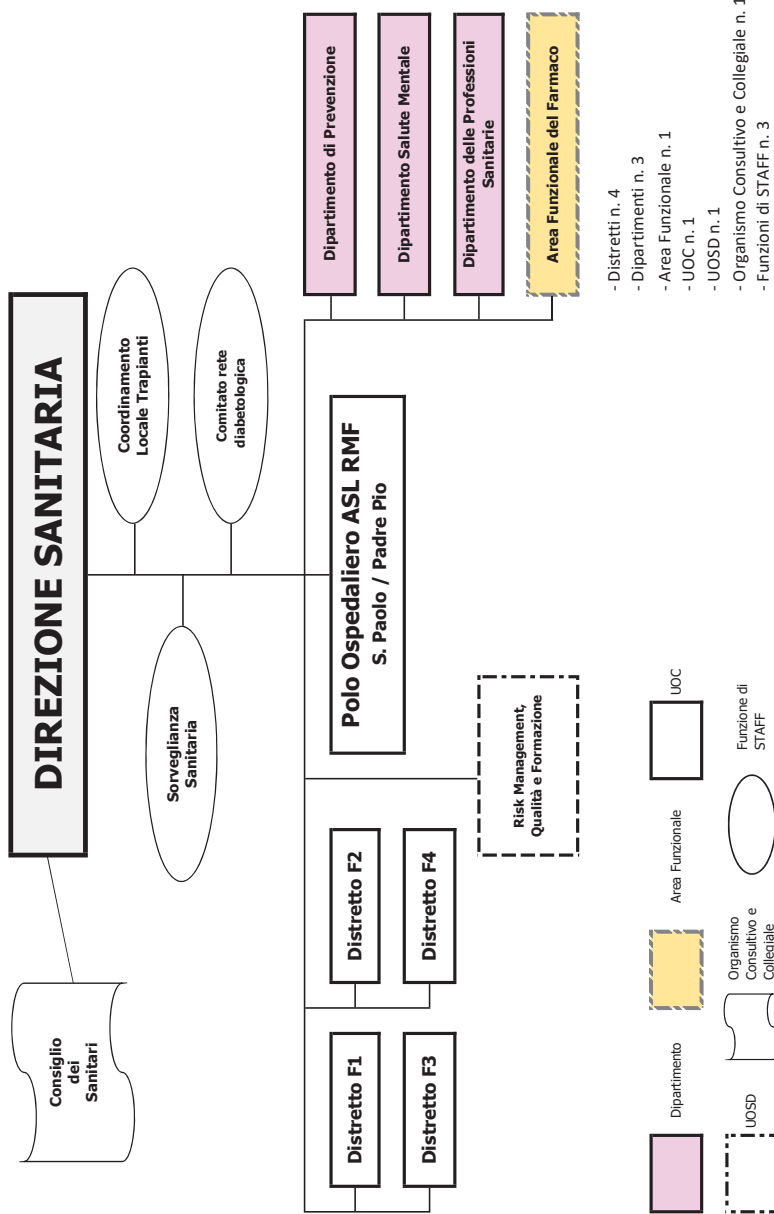 DIREZIONE SANITARIA
Consiglio
dei
Sanitari
Sorveglianza
Sanitaria
Coordinamento
Locale Trapianti
Comitato rete
diabetologica
Distretto F1
Distretto F3
Distretto F2
Distretto F4
Risk Management,
Qualità e Formazione
Polo Ospedaliero ASL RMF
S. Paolo / Padre Pio
Dipartimento di Prevenzione
Dipartimento Salute Mentale
Dipartimento delle Professioni
Sanitarie
Area Funzionale del Farmaco
- Distretti n. 4
- Dipartimenti n. 3
- Area Funzionale n. 1
- UOC n. 1
- UOSD n. 1
- Organismo Consultivo e Collegiale n. 1
- Funzioni di STAFF n. 3
Dipartimento
Area Funzionale
UOC
UOSD
Organismo
Consultivo e
Collegiale
Funzione di
STAFF